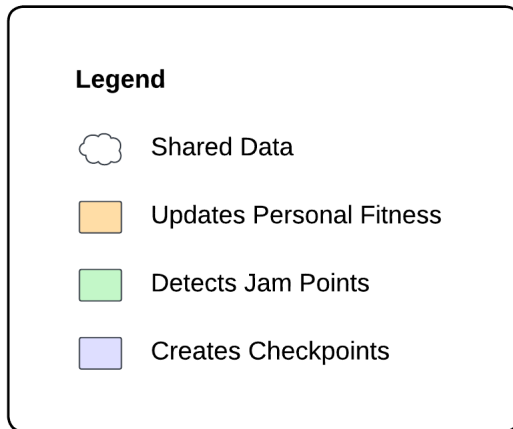 Legend
Shared Data
Updates Personal Fitness
Detects Jam Points
Creates Checkpoints